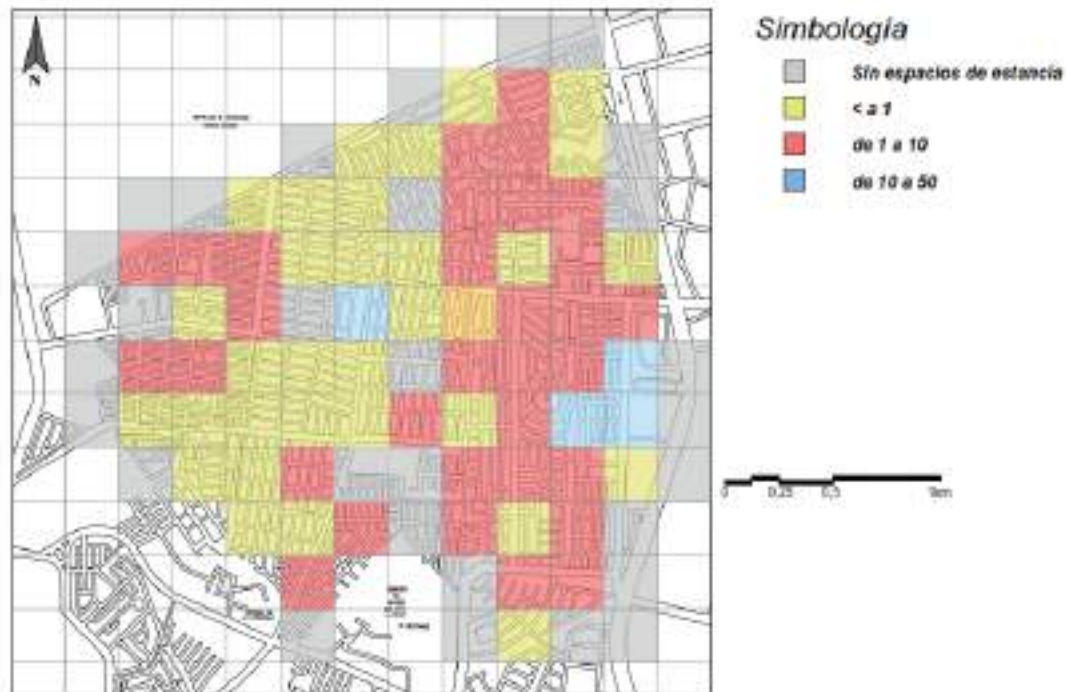 N
Simbología
Sin espacios de estancia
< a 1
de 1 a 10
de 10 a 50
0 0,25 0,5 1km